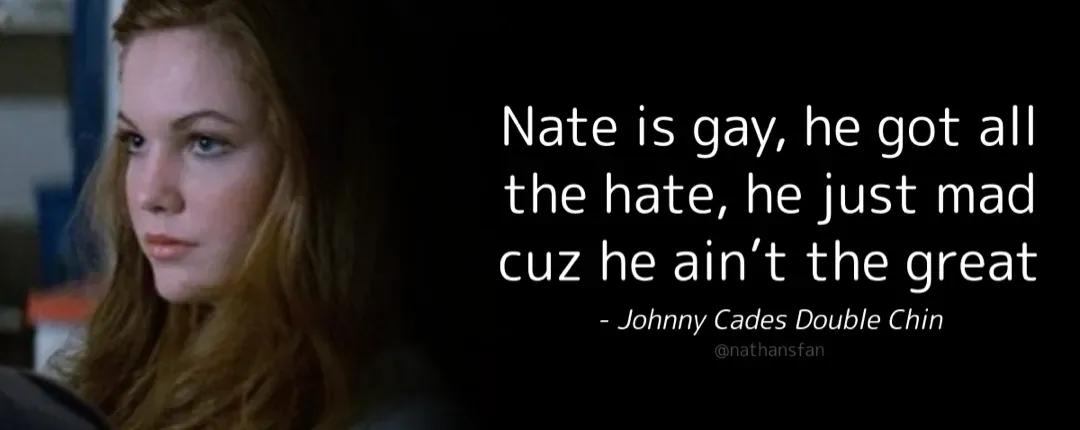 Nate is gay, he got all
the hate, he just mad
cuz he ain’t the great
- Johnny Cades Double Chin
@nathansfan